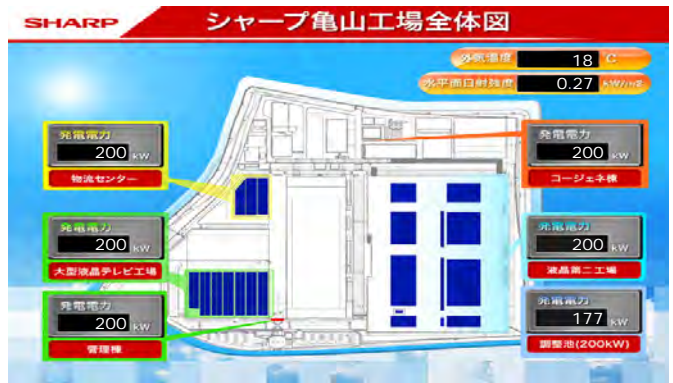 SHARP
シャープ亀山工場全体図
外気温度 18 C
水平面日射強度 0.27 kW/m2
発電電力
200 kW
物流センター
発電電力
200 kW
大型液晶テレビ工場
発電電力
200 kW
管理棟
発電電力
200 kW
コージェネ棟
発電電力
200 kW
液晶第二工場
発電電力
177 kW
調整池(200kW)